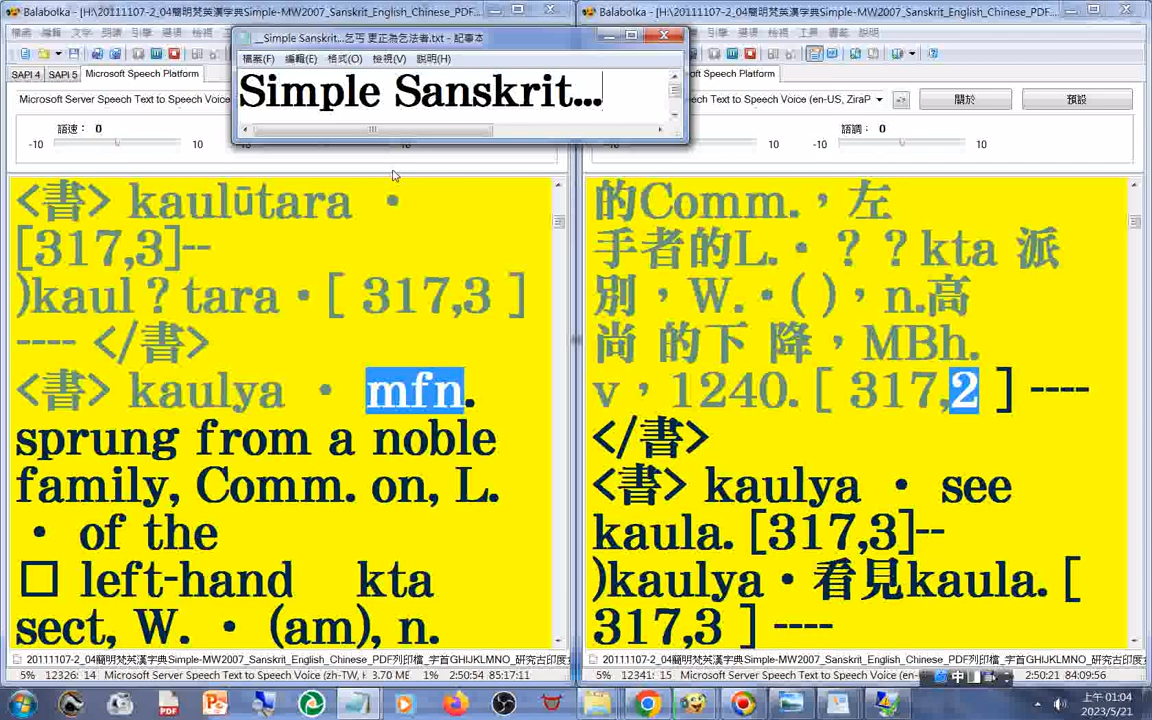 Balabolka - [H:\20111107-2_04簡明梵英漢字典Simple-MW2007_Sanskrit_English_Chinese_PDF...
Balabolka - [H:\20111107-2_04簡明梵英漢字典Simple-MW2007_Sanskrit_English_Chinese_PDF...
__Simple Sanskrit...乞丐 更正為乞法者.txt - 記事本
檔案(F) 編輯(E) 格式(O) 檢視(V) 說明(H)
Simple Sanskrit...
SAPI 4 SAPI 5 Microsoft Speech Platform
Speech Platform
Microsoft Server Speech Text to Speech Voice
Text to Speech Voice (en-US, ZiraP
關於 預設
語速： 0
語調： 0
-10 10
-10 10
<書> kaulūtara •
[317,3]--
)kaul？tara•[ 317,3 ]
---- </書>
<書> kaulya • mfn.
sprung from a noble
family, Comm. on, L.
• of the
□ left-hand kta
sect, W. • (am), n.
的Comm.，左
手者的L.•？？kta 派
別，W.•( )，n.高
尚 的下 降，MBh.
v，1240. [ 317,2 ] ----
</書>
<書> kaulya • see
kaula. [317,3]--
)kaulya•看見kaula. [
317,3 ] ----
20111107-2_04簡明梵英漢字典Simple-MW2007_Sanskrit_English_Chinese_PDF列印檔_字首GHIJKLMNO_研究古印度
20111107-2_04簡明梵英漢字典Simple-MW2007_Sanskrit_English_Chinese_PDF列印檔_字首GHIJKLMNO_研究古印度
5% 12326: 14 Microsoft Server Speech Text to Speech Voice (zh-TW, H 3.70 ME 1% 2:50:54 85:17:11
5% 12341: 15 Microsoft Server Speech Text to Speech Voice 2:50:21 84:09:56
中
上午 01:04
2023/5/21